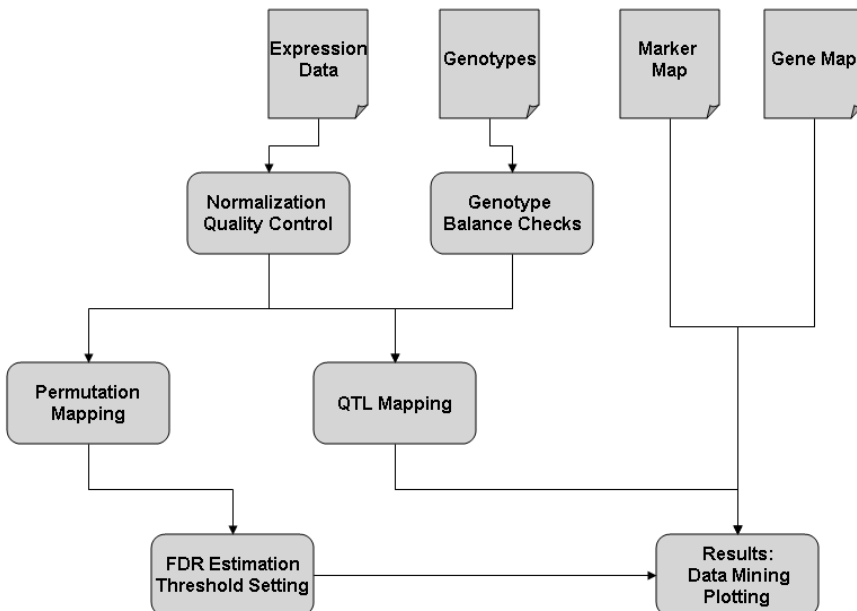 Expression
Data
Genotypes
Marker
Map
Gene Map
Normalization
Quality Control
Genotype
Balance Checks
Permutation
Mapping
QTL Mapping
FDR Estimation
Threshold Setting
Results:
Data Mining
Plotting